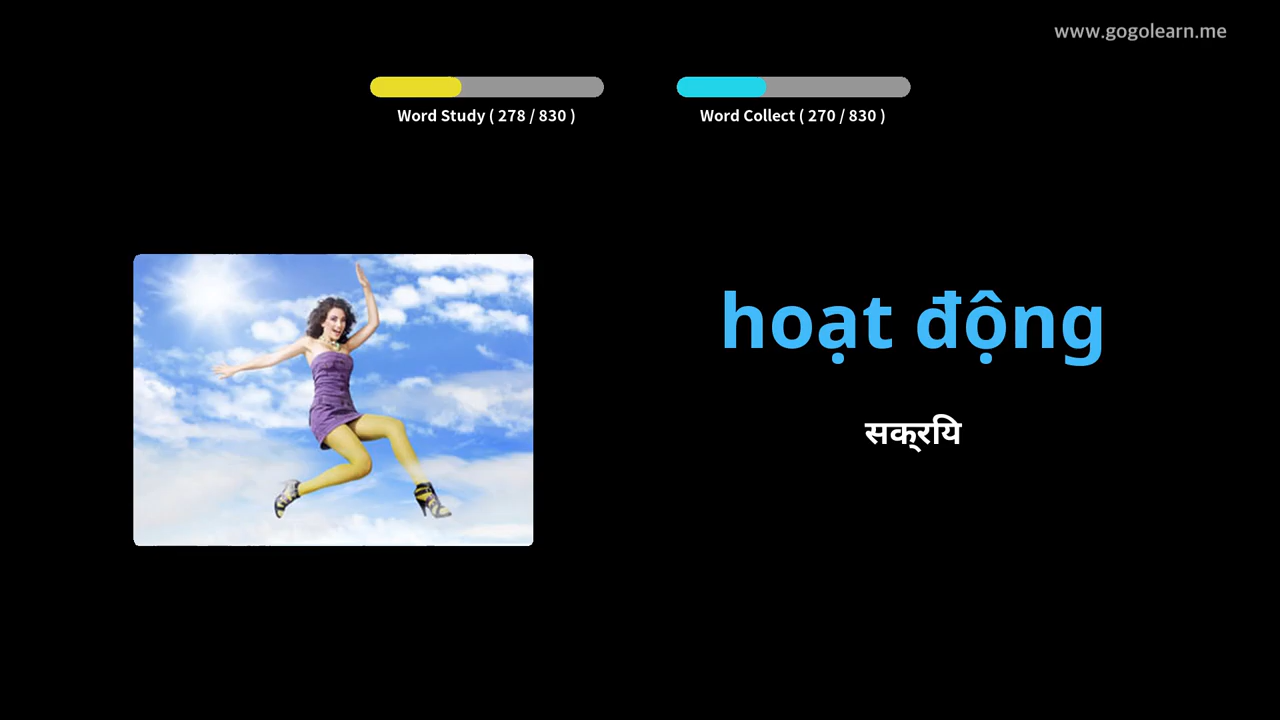 www.gogolearn.me
Word Study ( 278 / 830 )
Word Collect ( 270 / 830 )
hoạt động
सक्रयि